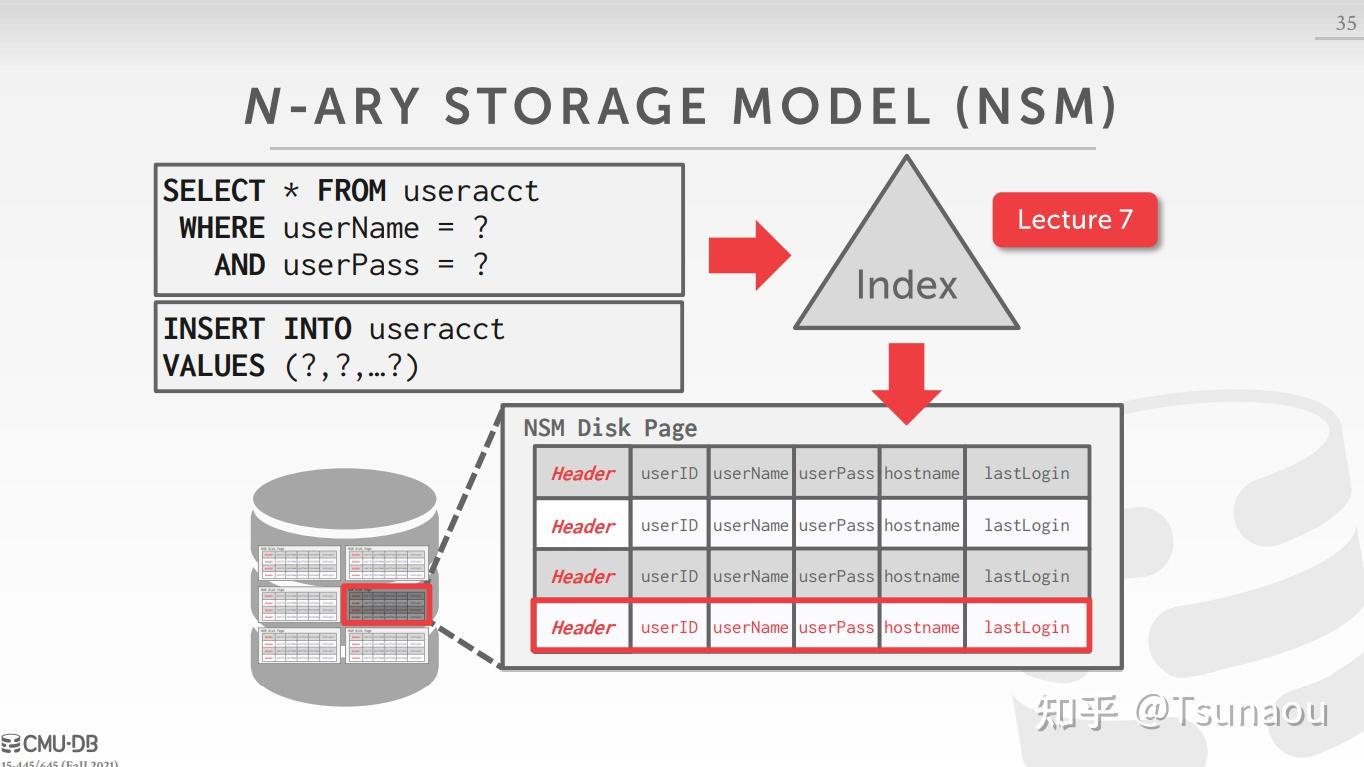 35
N-ARY STORAGE MODEL (NSM)
SELECT * FROM useracct
WHERE userName = ?
AND userPass = ?
INSERT INTO useracct
VALUES (?,?,…?)
Index
Lecture 7
NSM Disk Page
Header userID userName userPass hostname lastLogin
Header userID userName userPass hostname lastLogin
Header userID userName userPass hostname lastLogin
Header userID userName userPass hostname lastLogin
知乎 @Tsunaou
CMU·DB
15-445/645 (Fall 2021)